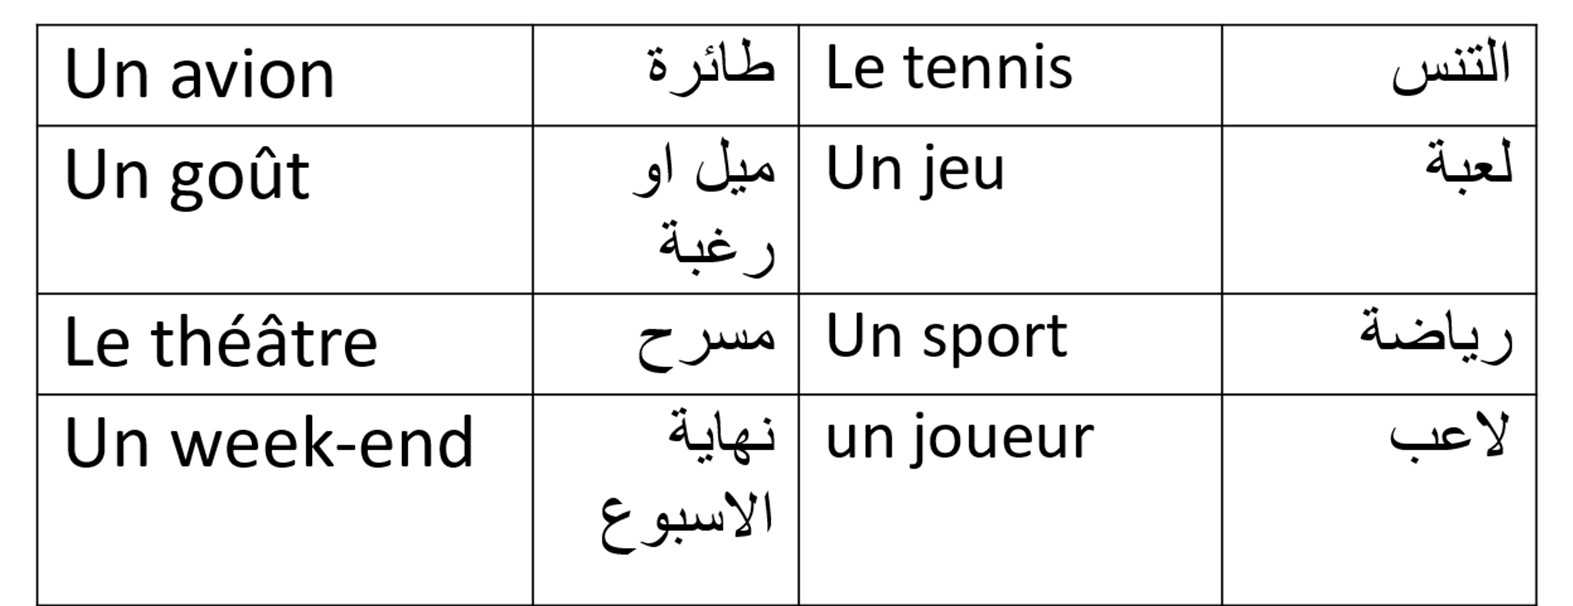 Un avion
طائرة
Le tennis
التنس
Un goût
ميل او
رغبة
Un jeu
لعبة
Le théâtre
مسرح
Un sport
رياضة
Un week-end
نهاية
الاسبوع
un joueur
لاعب